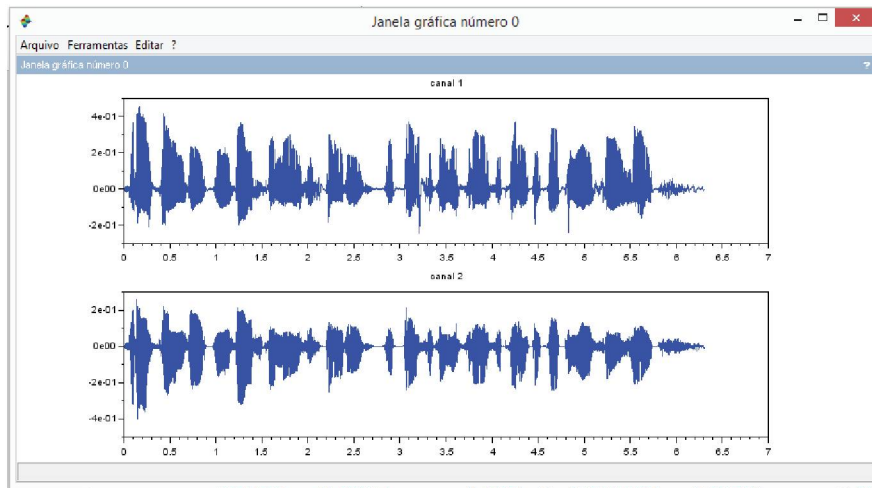 Janela gráfica número 0
Arquivo Ferramentas Editar ?
Janela gráfica número 0 ?
canal 1
4e-01
2e-01
0e00
-2e-01
0 0.5 1 1.5 2 2.5 3 3.5 4 4.5 5 5.5 6 6.5 7
canal 2
2e-01
0e00
-2e-01
-4e-01
0 0.5 1 1.5 2 2.5 3 3.5 4 4.5 5 5.5 6 6.5 7